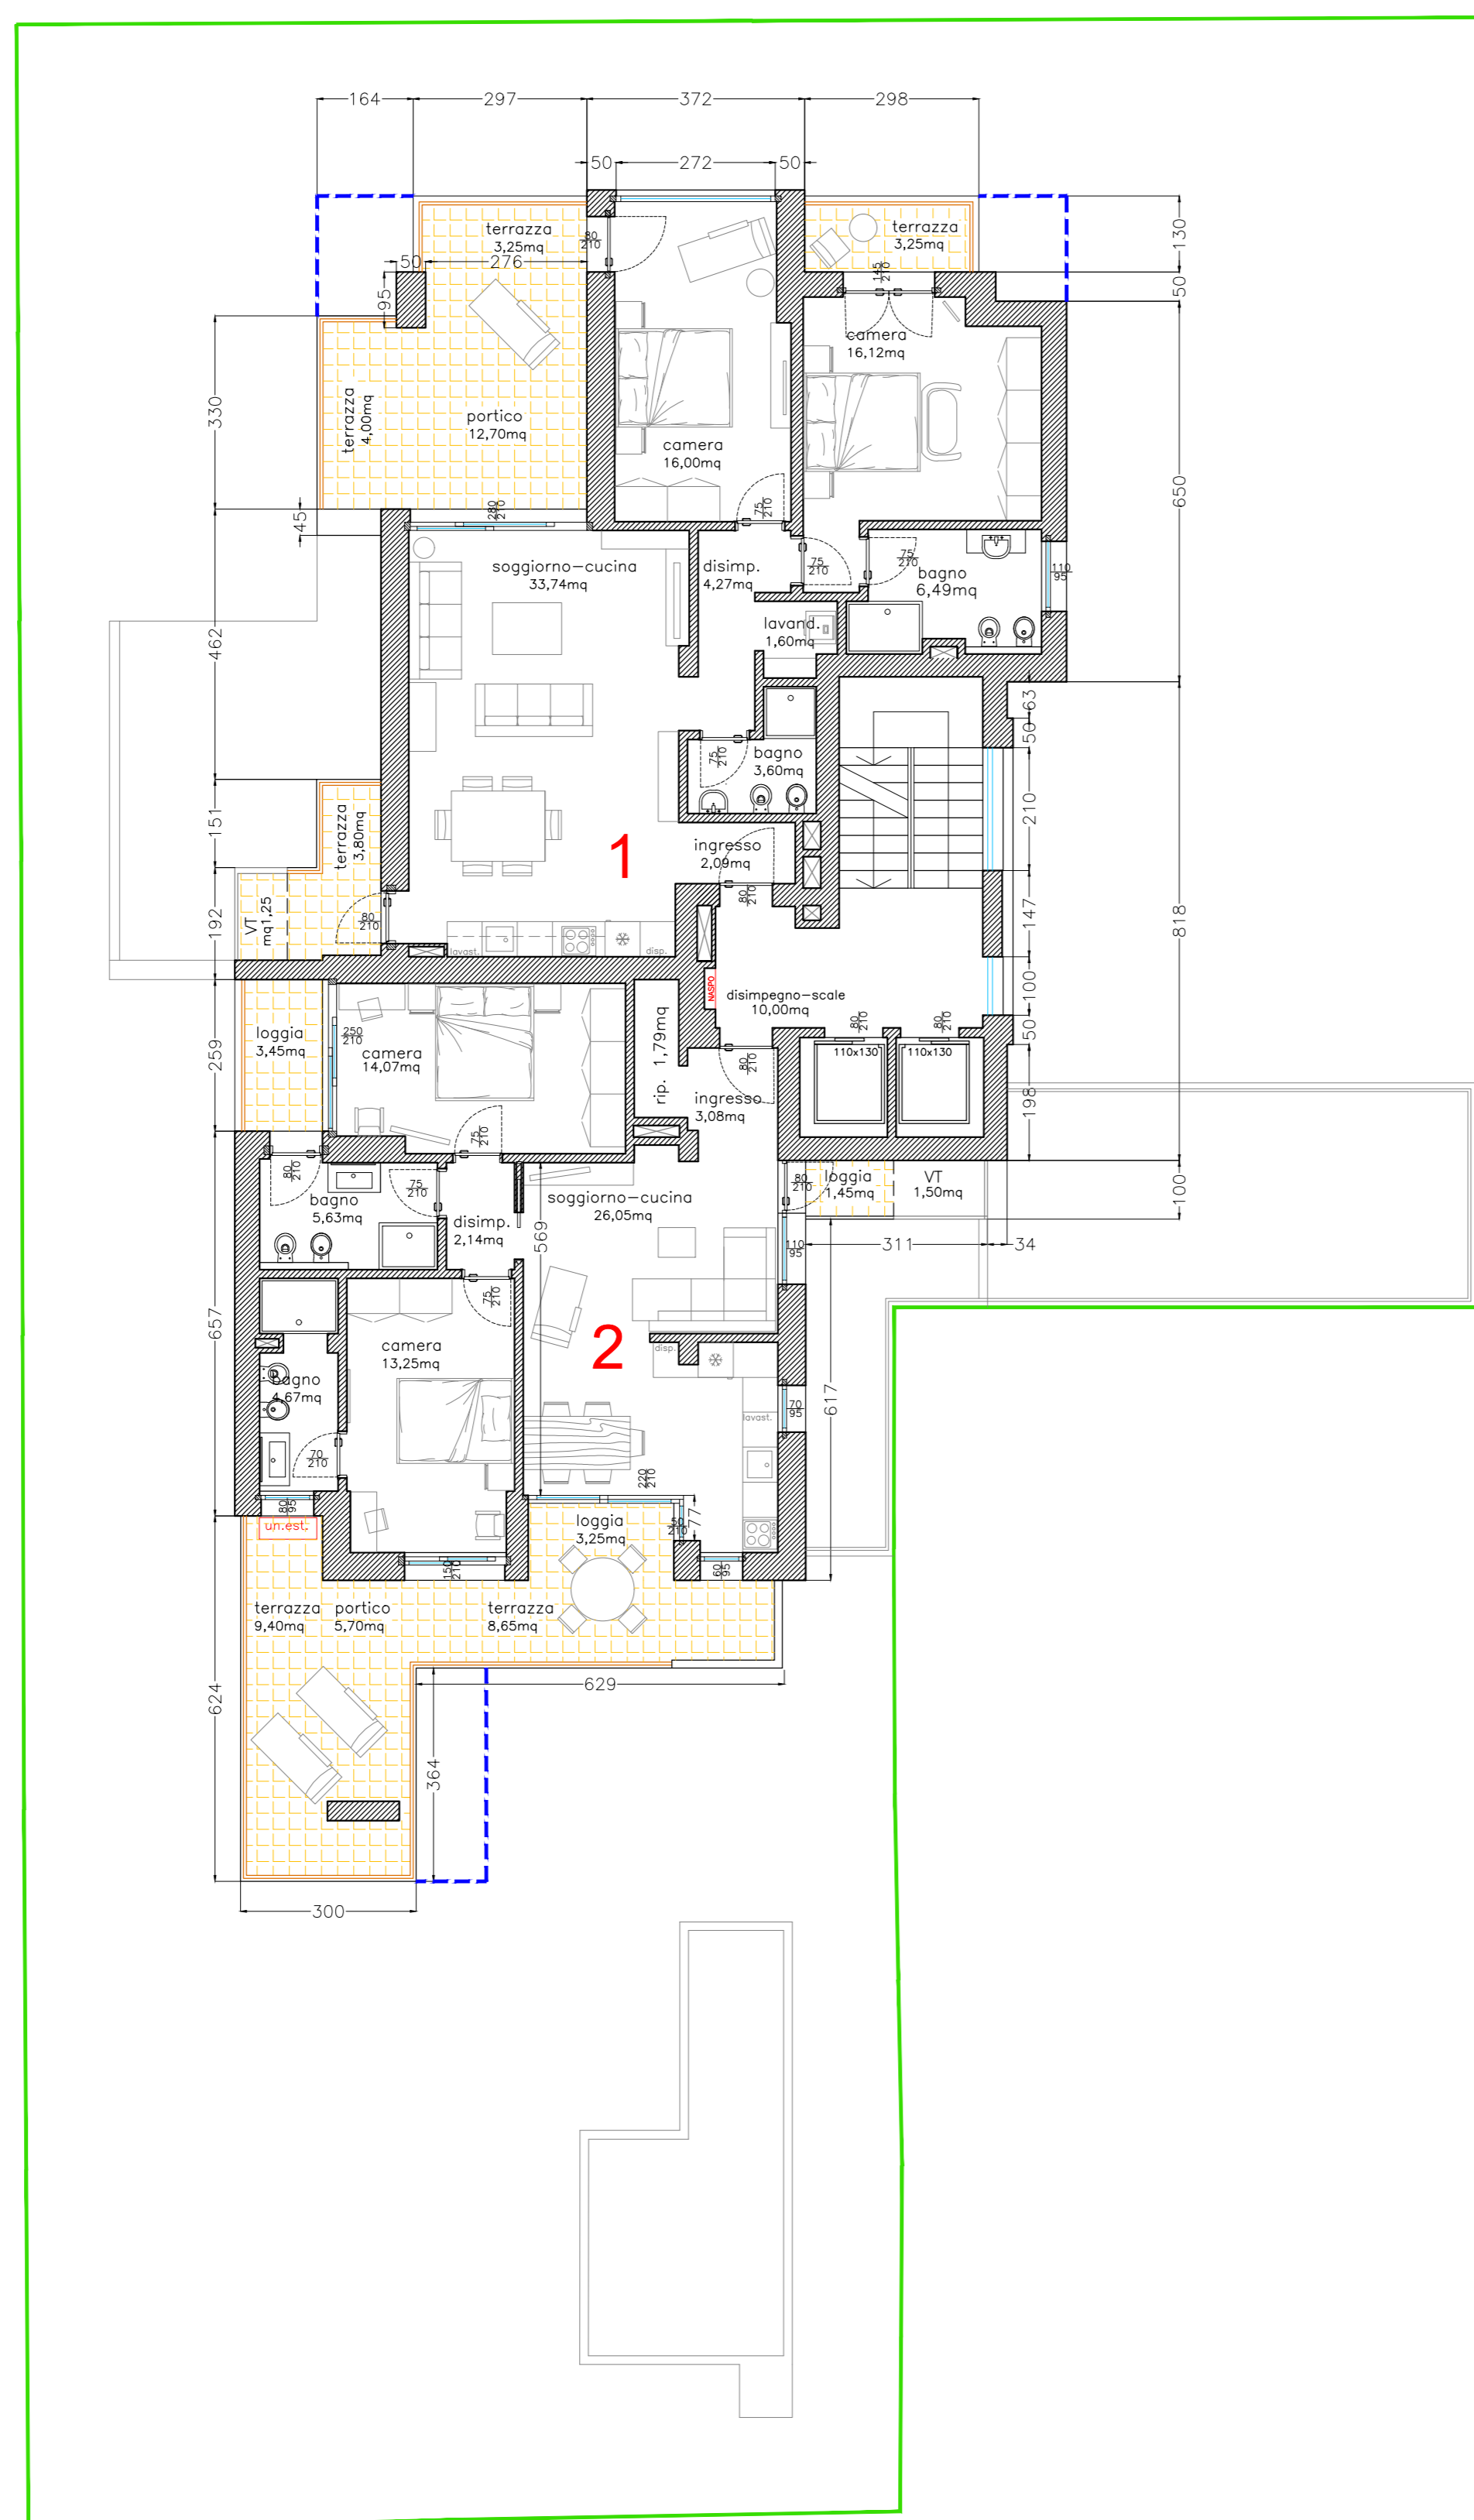 164
297
372
298
50
272
50
130
50
terrazza
3,25mq
80
210
terrazza
3,25mq
50
276
145
210
95
camera
16,12mq
330
terrazza
4,00mq
portico
12,70mq
camera
16,00mq
650
45
280
210
75
210
soggiorno-cucina
33,74mq
disimp.
4,27mq
75
210
75
210
bagno
6,49mq
110
95
462
lavand.
1,60mq
63
50
75
210
bagno
3,60mq
210
151
terrazza
3,80mq
1
ingresso
2,09mq
80
210
192
VT
mq1,25
80
210
lavast.
disp.
147
818
NASPO
disimpegno-scale
10,00mq
100
50
80
210
80
210
110x130
110x130
259
loggia
3,45mq
250
210
camera
14,07mq
rip. 1,79mq
80
210
ingresso
3,08mq
198
75
210
80
210
bagno
5,63mq
75
210
disimp.
2,14mq
soggiorno-cucina
26,05mq
569
80
210
loggia
1,45mq
VT
1,50mq
100
110
95
311
34
75
210
657
camera
13,25mq
2
disp.
bagno
4,67mq
617
70
95
lavast.
70
210
220
210
80
95
un.est.
loggia
3,25mq
50
210
77
150
210
60
95
terrazza
9,40mq
portico
5,70mq
terrazza
8,65mq
629
624
364
300